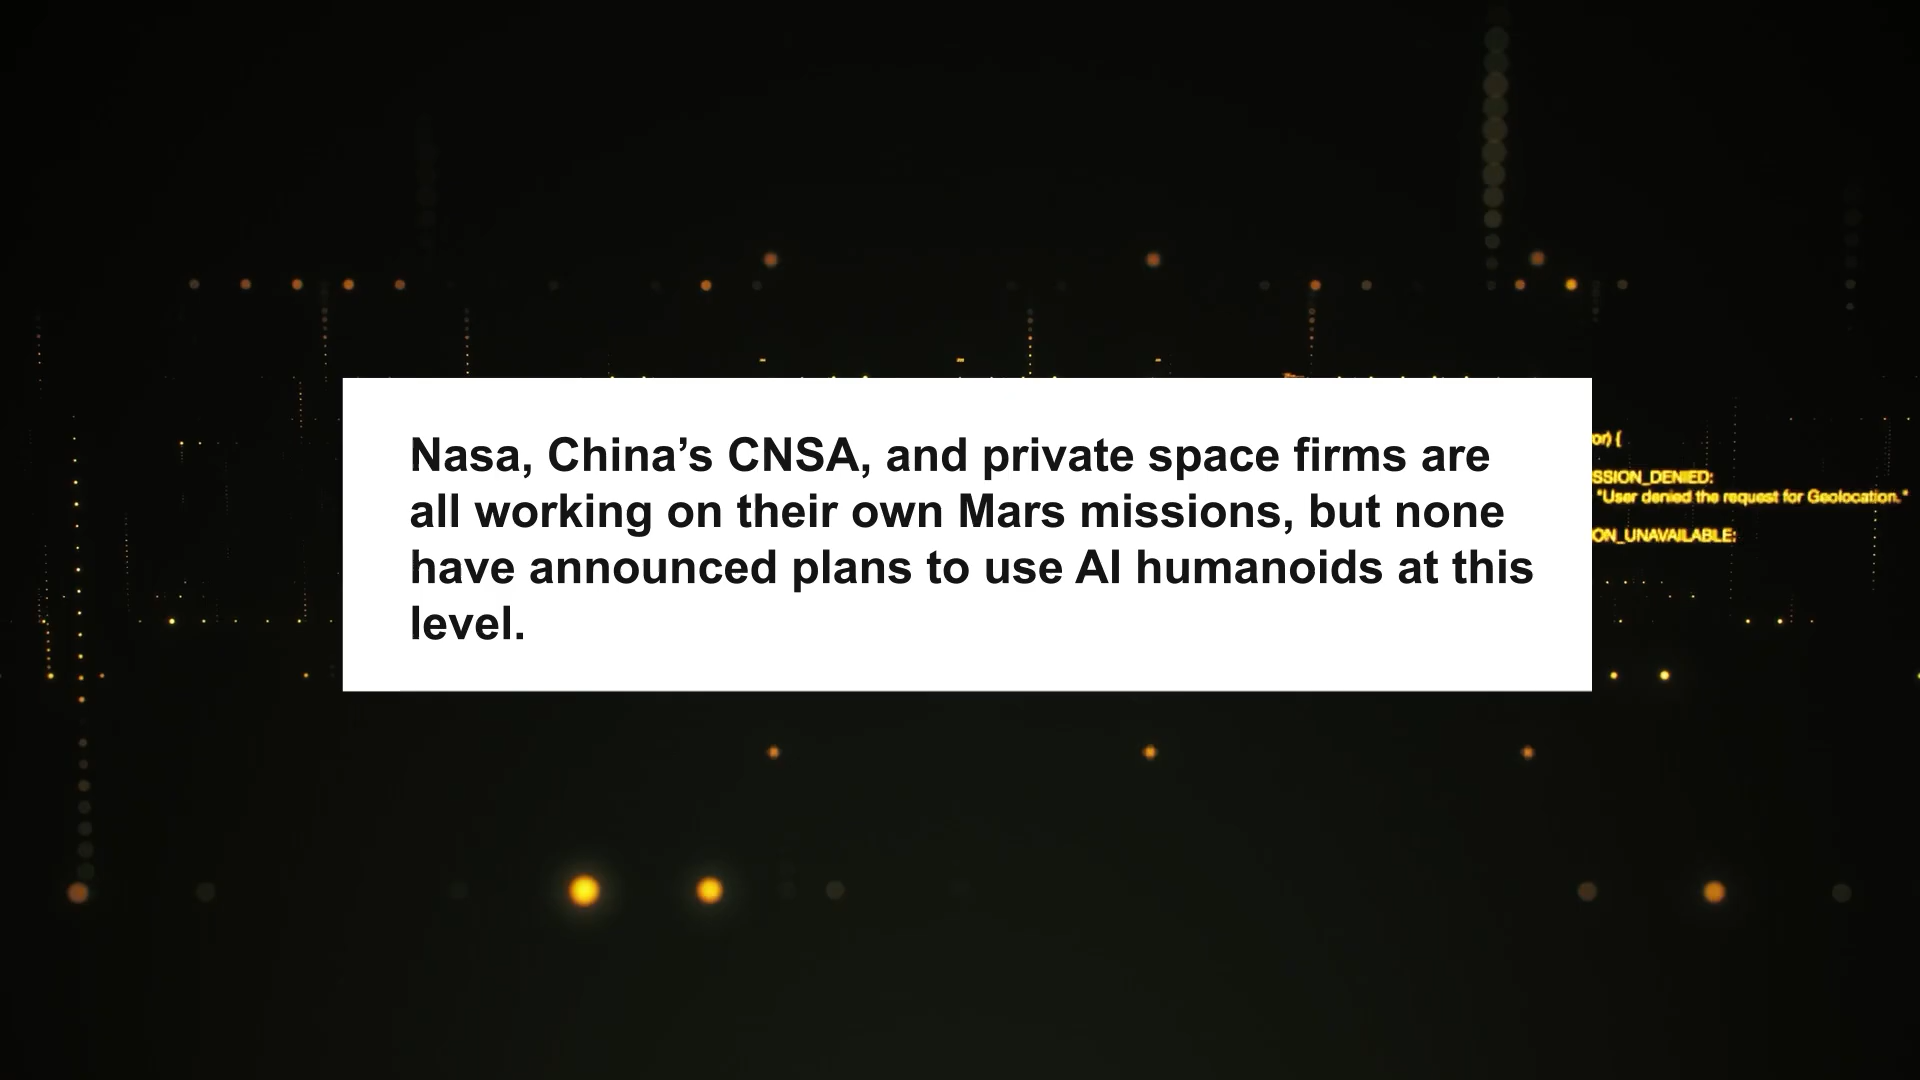 Nasa, China’s CNSA, and private space firms are
all working on their own Mars missions, but none
have announced plans to use AI humanoids at this
level.
or) {
SSION_DENIED:
"User denied the request for Geolocation."
ON_UNAVAILABLE: